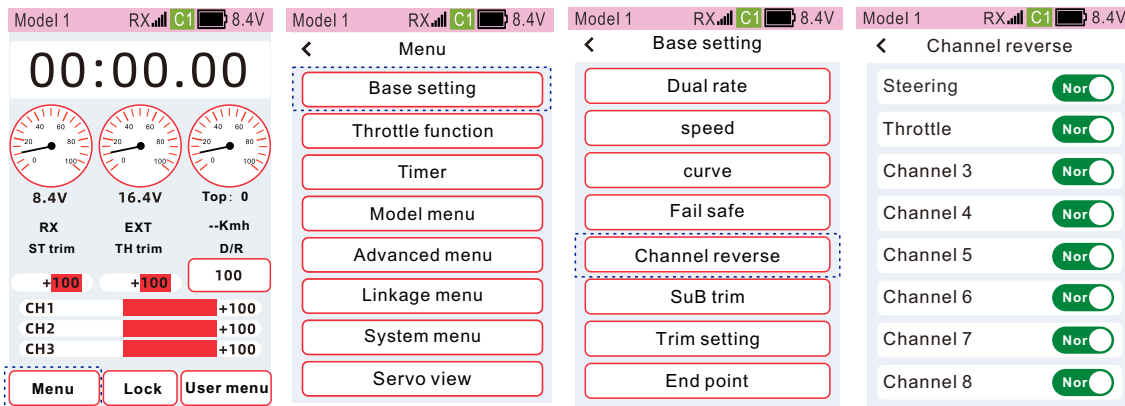 Model 1 RX C1 8.4V
00:00.00
0 20 40 60 80 100
0 20 40 60 80 100
0 20 40 60 80 100
8.4V 16.4V Top: 0
RX EXT --Kmh
ST trim TH trim D/R
+100 +100 100
CH1 +100
CH2 +100
CH3 +100
Menu Lock User menu
Model 1 RX C1 8.4V
< Menu
Base setting
Throttle function
Timer
Model menu
Advanced menu
Linkage menu
System menu
Servo view
Model 1 RX C1 8.4V
< Base setting
Dual rate
speed
curve
Fail safe
Channel reverse
SuB trim
Trim setting
End point
Model 1 RX C1 8.4V
< Channel reverse
Steering Nor
Throttle Nor
Channel 3 Nor
Channel 4 Nor
Channel 5 Nor
Channel 6 Nor
Channel 7 Nor
Channel 8 Nor